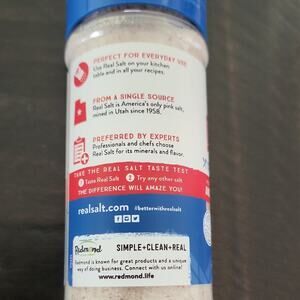 PERFECT FOR EVERYDAY USE
Use Real Salt on your kitchen
table and in all your recipes.
FROM A SINGLE SOURCE
Real Salt is America's only pink salt,
mined in Utah since 1958.
PREFERRED BY EXPERTS
Professionals and chefs choose
Real Salt for its minerals and flavor.
TAKE THE REAL SALT TASTE TEST
1 Taste Real Salt 2 Try any other salt
THE DIFFERENCE WILL AMAZE YOU!
realsalt.com #betterwithrealsalt
Redmond SIMPLE+CLEAN+REAL
Redmond is known for great products and a unique
way of doing business. Connect with us online!
www.redmond.life